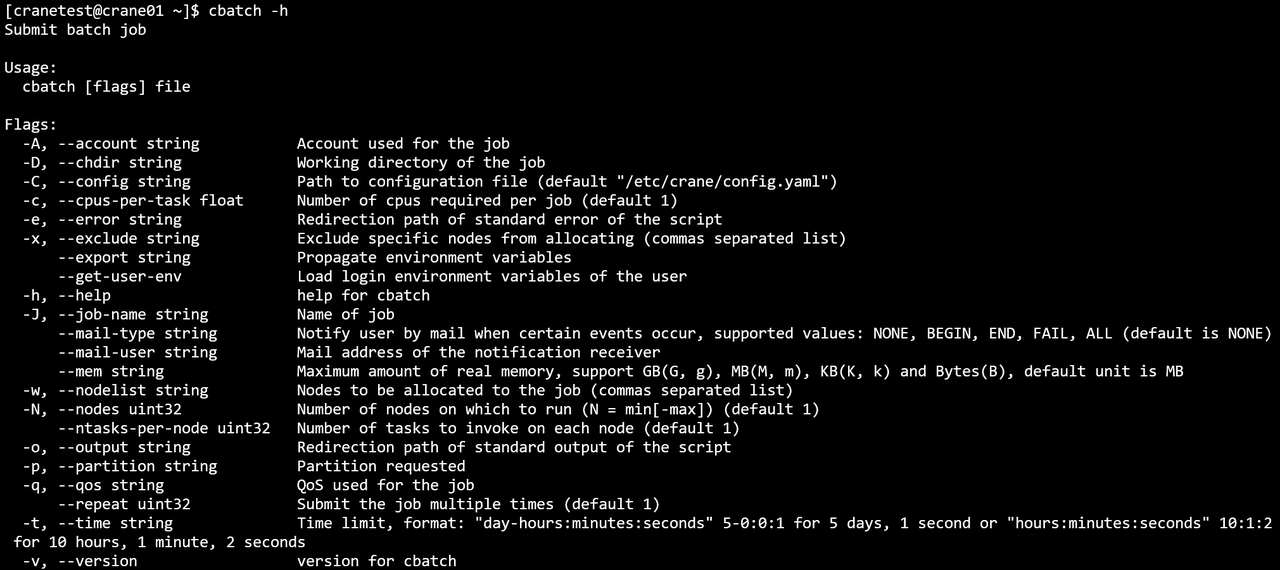 [cranetest@crane01 ~]$ cbatch -h
Submit batch job

Usage:
  cbatch [flags] file

Flags:
  -A, --account string           Account used for the job
  -D, --chdir string             Working directory of the job
  -C, --config string            Path to configuration file (default "/etc/crane/config.yaml")
  -c, --cpus-per-task float      Number of cpus required per job (default 1)
  -e, --error string             Redirection path of standard error of the script
  -x, --exclude string           Exclude specific nodes from allocating (commas separated list)
      --export string            Propagate environment variables
      --get-user-env             Load login environment variables of the user
  -h, --help                     help for cbatch
  -J, --job-name string          Name of job
      --mail-type string         Notify user by mail when certain events occur, supported values: NONE, BEGIN, END, FAIL, ALL (default is NONE)
      --mail-user string         Mail address of the notification receiver
      --mem string               Maximum amount of real memory, support GB(G, g), MB(M, m), KB(K, k) and Bytes(B), default unit is MB
  -w, --nodelist string          Nodes to be allocated to the job (commas separated list)
  -N, --nodes uint32             Number of nodes on which to run (N = min[-max]) (default 1)
      --ntasks-per-node uint32   Number of tasks to invoke on each node (default 1)
  -o, --output string            Redirection path of standard output of the script
  -p, --partition string         Partition requested
  -q, --qos string               QoS used for the job
      --repeat uint32            Submit the job multiple times (default 1)
  -t, --time string              Time limit, format: "day-hours:minutes:seconds" 5-0:0:1 for 5 days, 1 second or "hours:minutes:seconds" 10:1:2
 for 10 hours, 1 minute, 2 seconds
  -v, --version                  version for cbatch